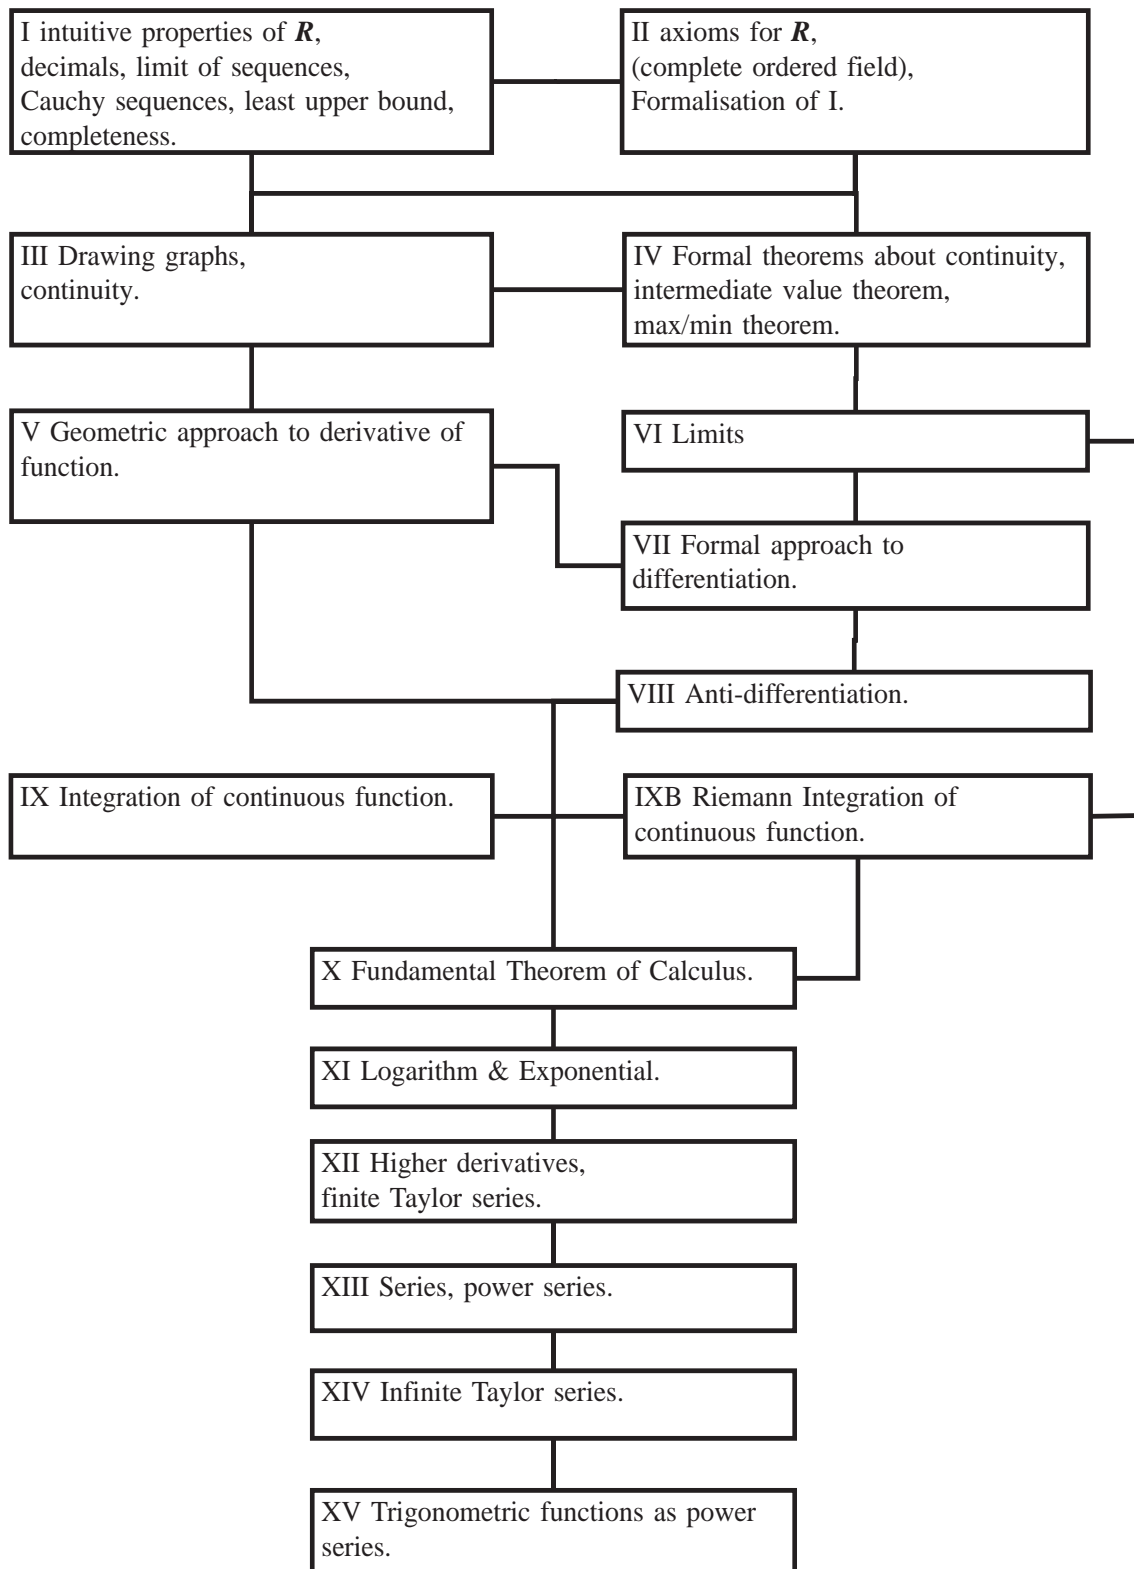 I intuitive properties of R,
decimals, limit of sequences,
Cauchy sequences, least upper bound,
completeness.
II axioms for R,
(complete ordered field),
Formalisation of I.
III Drawing graphs,
continuity.
IV Formal theorems about continuity,
intermediate value theorem,
max/min theorem.
V Geometric approach to derivative of
function.
VI Limits
VII Formal approach to
differentiation.
VIII Anti-differentiation.
IX Integration of continuous function.
IXB Riemann Integration of
continuous function.
X Fundamental Theorem of Calculus.
XI Logarithm & Exponential.
XII Higher derivatives,
finite Taylor series.
XIII Series, power series.
XIV Infinite Taylor series.
XV Trigonometric functions as power
series.